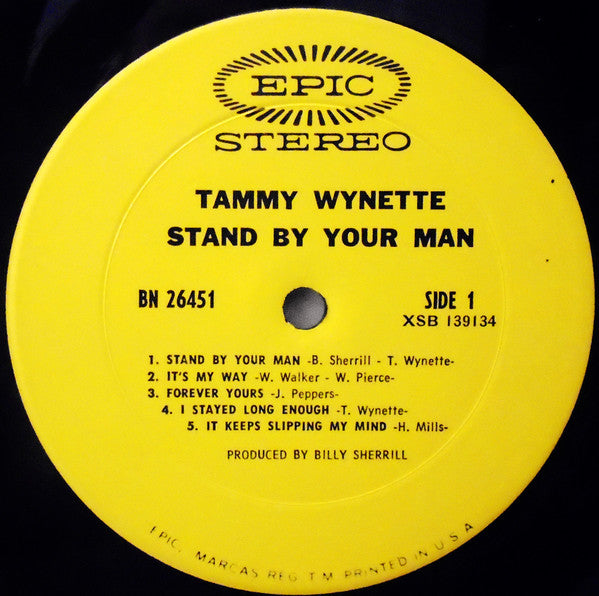 EPIC
STEREO
TAMMY WYNETTE
STAND BY YOUR MAN
BN 26451
SIDE 1
XSB 139134
1. STAND BY YOUR MAN -B. Sherrill - T. Wynette-
2. IT'S MY WAY -W. Walker - W. Pierce-
3. FOREVER YOURS -J. Peppers-
4. I STAYED LONG ENOUGH -T. Wynette-
5. IT KEEPS SLIPPING MY MIND -H. Mills-
PRODUCED BY BILLY SHERRILL
EPIC, MARCAS REG. T M PRINTED IN U S A